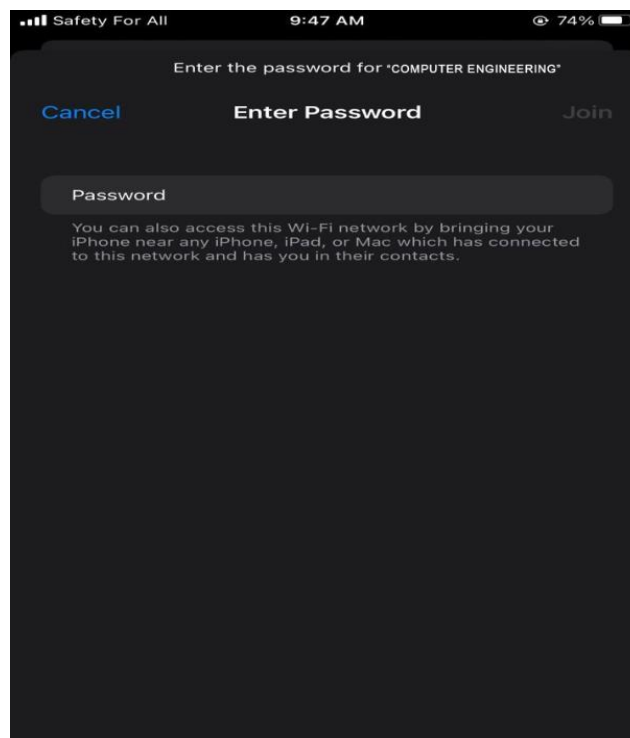 Safety For All 9:47 AM 74%
Enter the password for "COMPUTER ENGINEERING"
Cancel Enter Password Join
Password
You can also access this Wi-Fi network by bringing your
iPhone near any iPhone, iPad, or Mac which has connected
to this network and has you in their contacts.